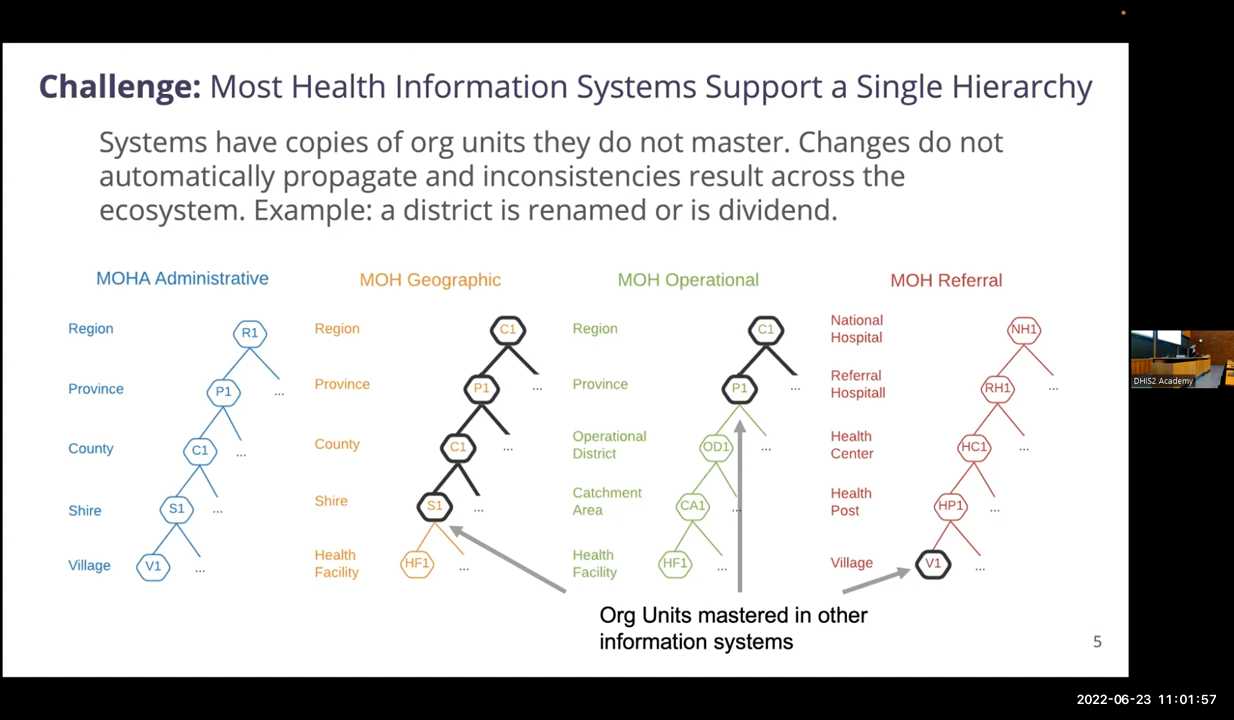 Challenge: Most Health Information Systems Support a Single Hierarchy
Systems have copies of org units they do not master. Changes do not
automatically propagate and inconsistencies result across the
ecosystem. Example: a district is renamed or is dividend.
MOHA Administrative
Region
R1
Province
P1
...
County
C1
...
Shire
S1
...
Village
V1
...
MOH Geographic
Region
C1
Province
P1
...
County
C1
...
Shire
S1
...
Health
Facility
HF1
...
MOH Operational
Region
C1
Province
P1
...
Operational
District
OD1
...
Catchment
Area
CA1
...
Health
Facility
HF1
...
MOH Referral
National
Hospital
NH1
Referral
Hospitall
RH1
...
Health
Center
HC1
...
Health
Post
HP1
...
Village
V1
...
Org Units mastered in other
information systems
5
DHIS2 Academy
2022-06-23 11:01:57